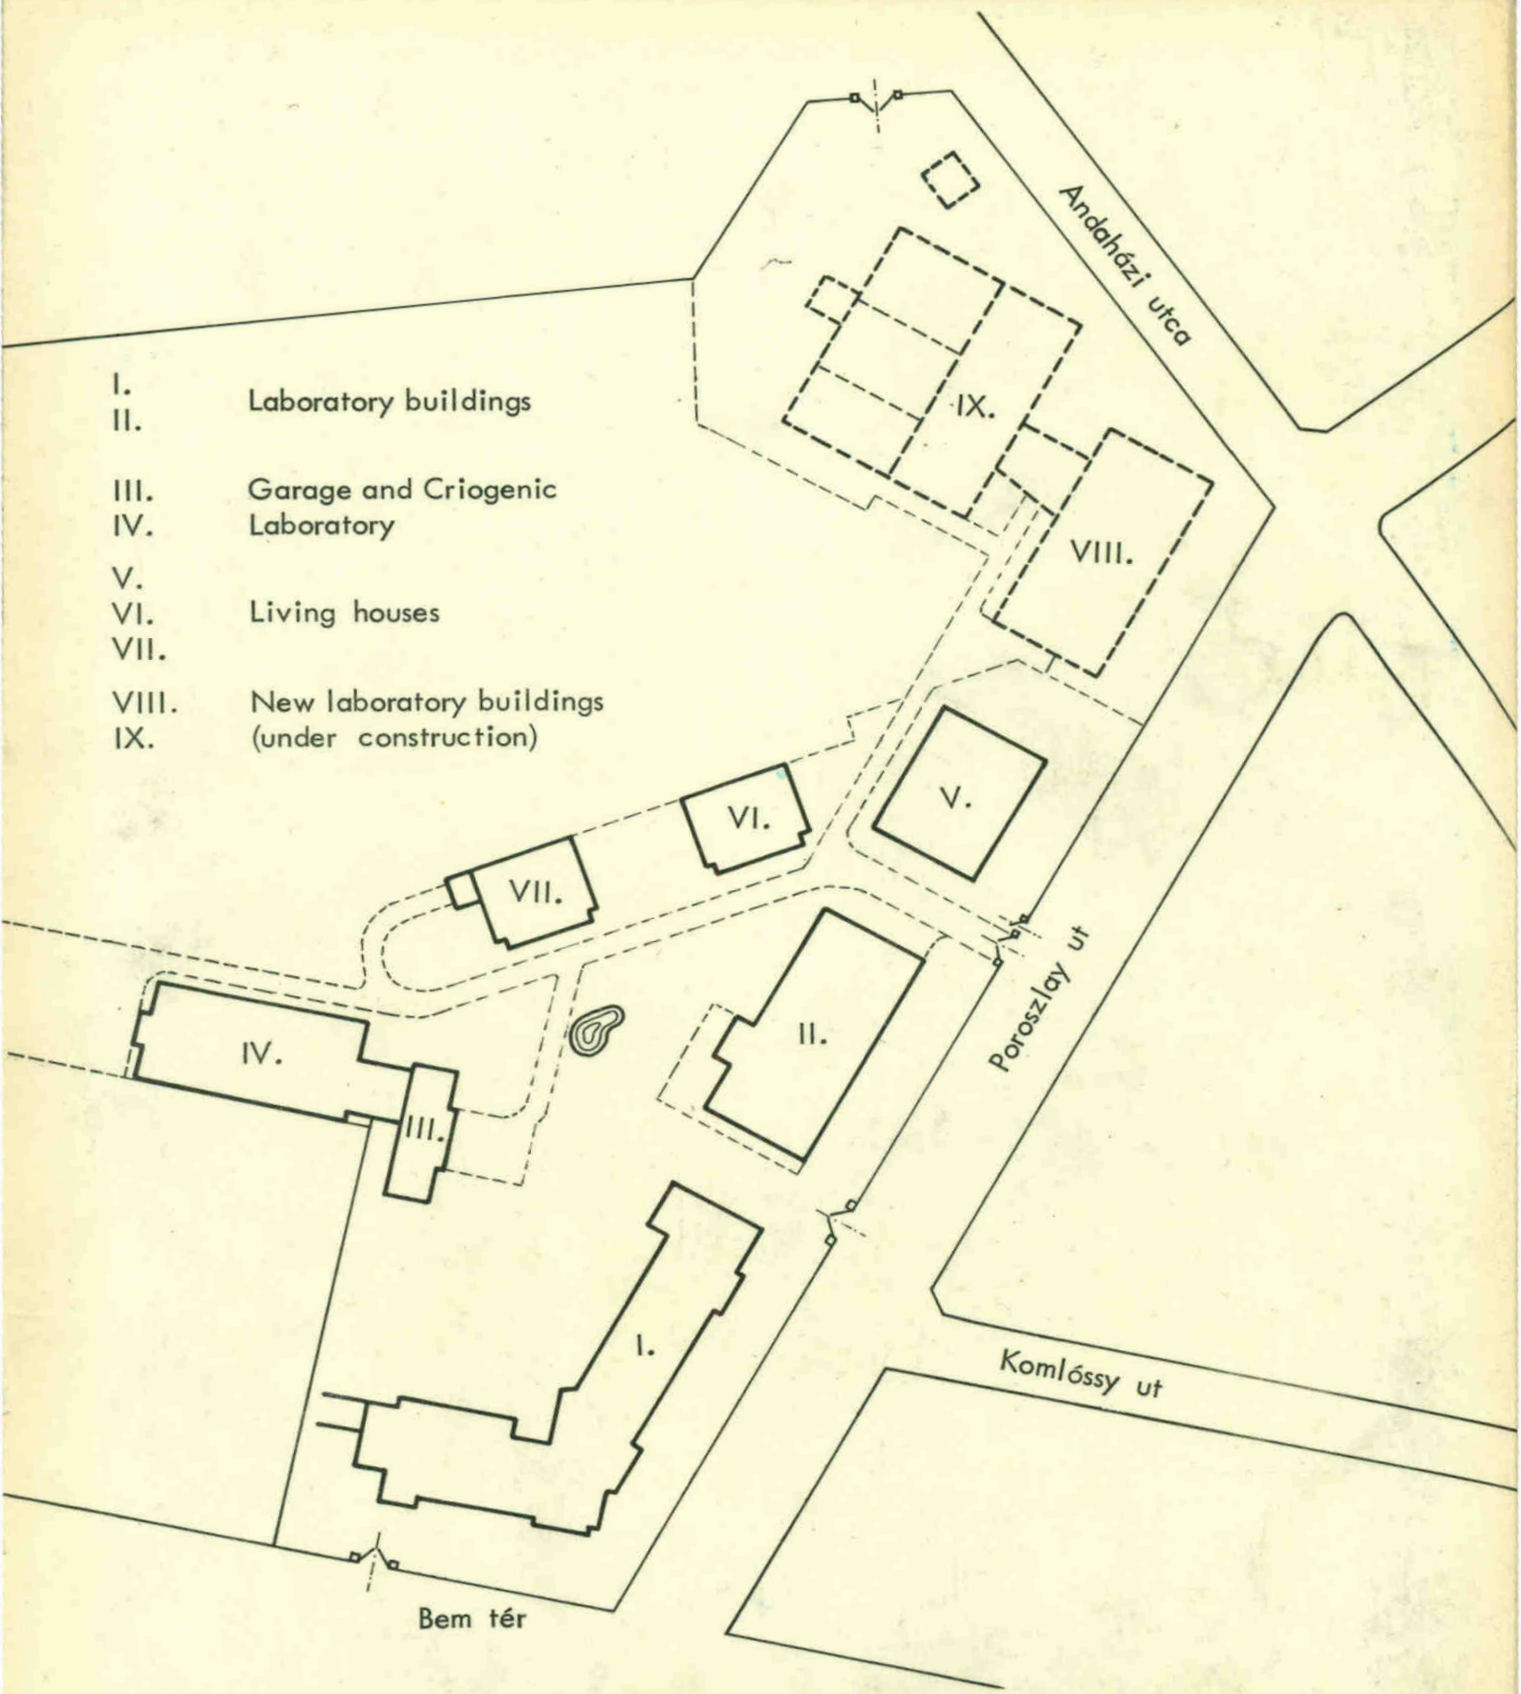 Andaházi utca
I.
II.
Laboratory buildings
III.
IV.
Garage and Criogenic
Laboratory
V.
VI.
VII.
Living houses
VIII.
IX.
New laboratory buildings
(under construction)
IX.
VIII.
V.
VI.
VII.
II.
IV.
III.
I.
Poroszlay ut
Komlóssy ut
Bem tér